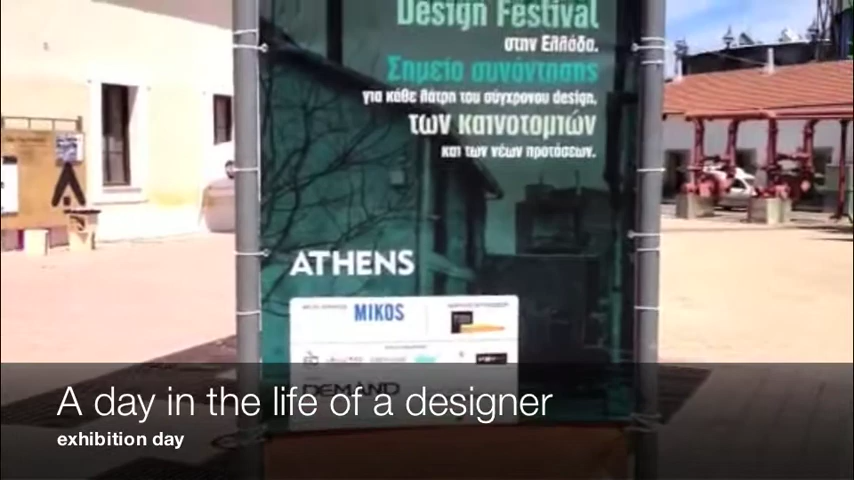 Design Festival
στην Ελλάδα.
Σημείο συνάντησης
για κάθε λάτρη του σύγχρονου design,
των καινοτομιών
και των νέων προτάσεων.
ATHENS
MIKOS
DEMAND
A day in the life of a designer
exhibition day